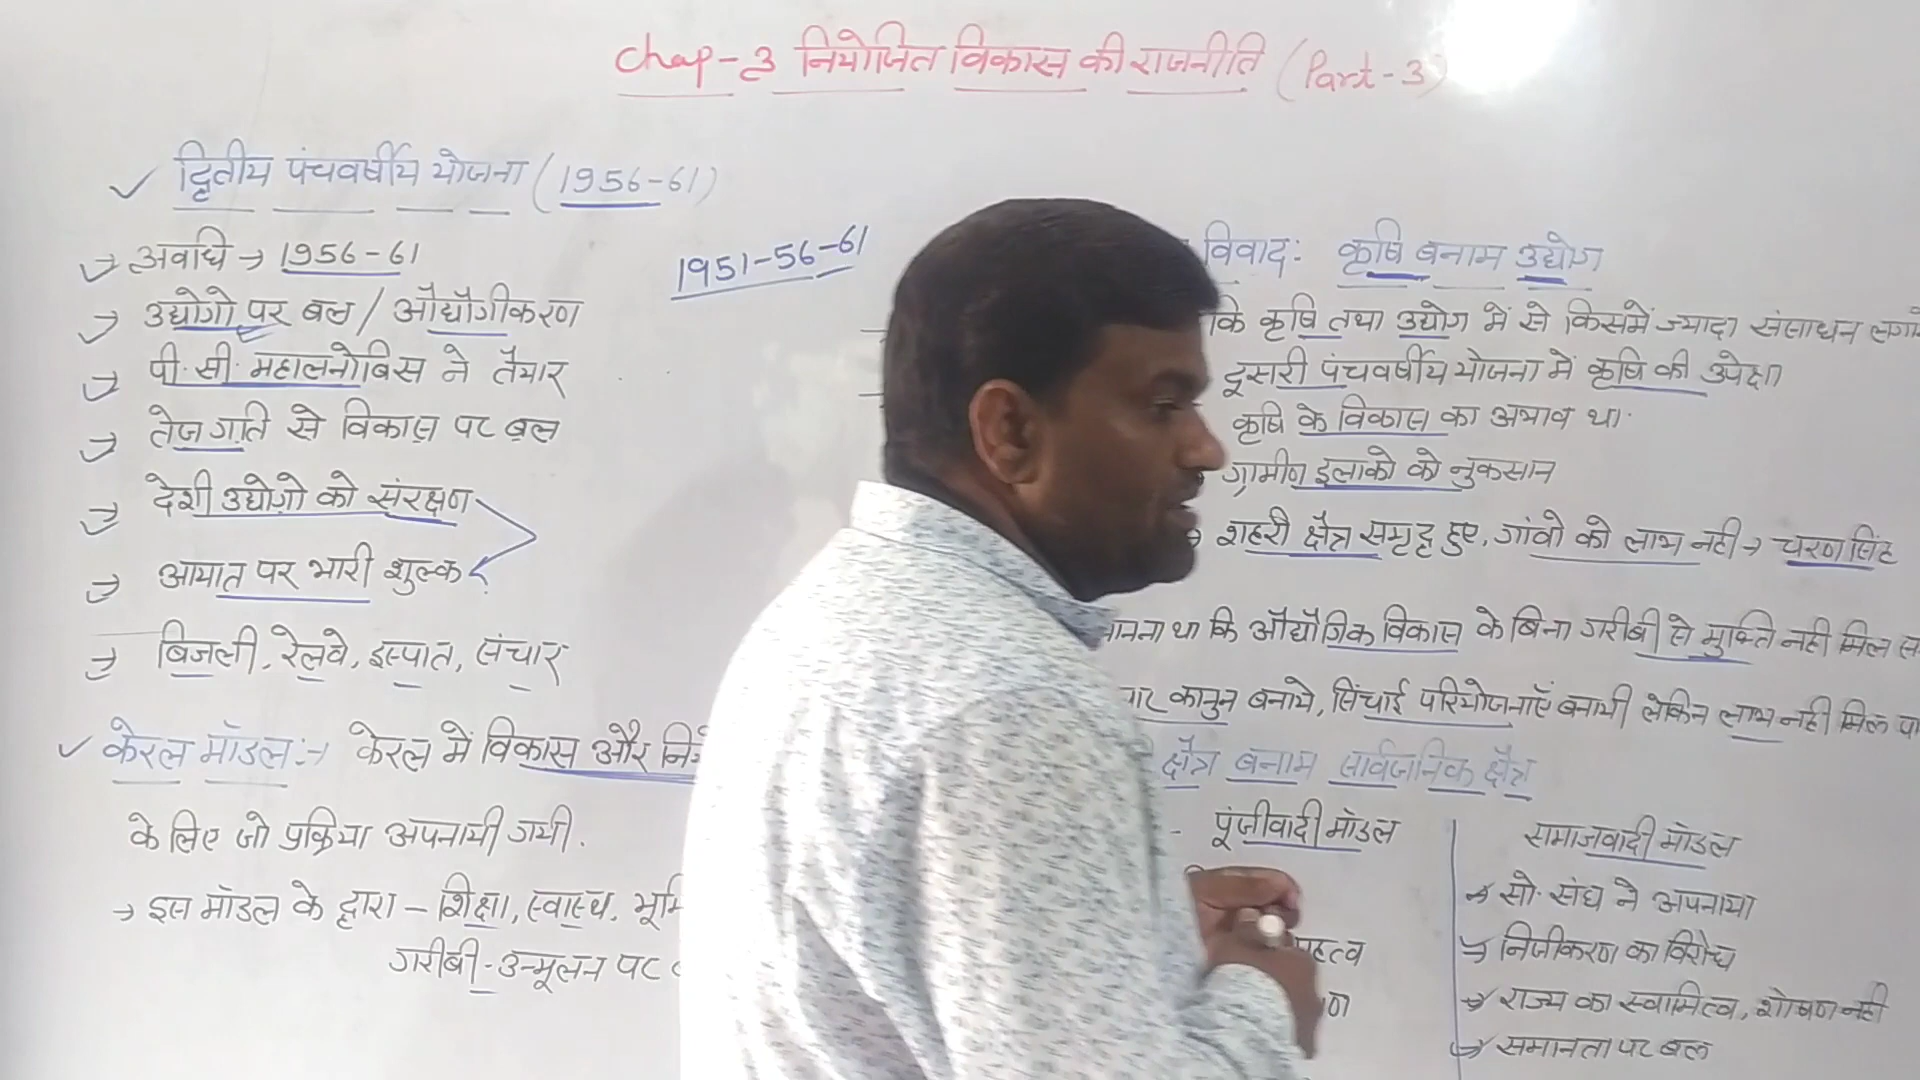 Chap-3 नियोजित विकास की राजनीति (Part-3)
✓ द्वितीय पंचवर्षीय योजना (1956-61)
→ अवधि → 1956-61
1951-56-61
→ उद्योगो पर बल / औद्यौगीकरण
→ पी. सी. महालनोबिस ने तैयार
→ तेज गति से विकास पर बल
→ देशी उद्योगो को संरक्षण
→ आयात पर भारी शुल्क
→ बिजली, रेलवे, इस्पात, संचार
✓ केरल मॉडल :→ केरल में विकास और
के लिए जो प्रक्रिया अपनायी गयी.
→ इस मॉडल के द्वारा – शिक्षा, स्वास्थ,
गरीबी-उन्मूलन पर
विवाद: कृषि बनाम उद्योग
कि कृषि तथा उद्योग में से किसमें ज्यादा संसाधन
दूसरी पंचवर्षीय योजना में कृषि की उपेक्षा
कृषि के विकास का अभाव था.
ग्रामीण इलाको को नुकसान
→ शहरी क्षेत्र समृद्ध हुए, गांवो को लाभ नही → चरण सिंह
था कि औद्यौगिक विकास के बिना गरीबी से मुक्ति नही मिल
कानुन बनाये, सिंचाई परियोजनाएँ बनायी लेकिन लाभ नही मिल
क्षेत्र बनाम सार्वजनिक क्षेत्र
- पूंजीवादी मॉडल
समाजवादी मॉडल
→ सो. संघ ने अपनाया
→ निजीकरण का विरोध
→ राज्य का स्वामित्व, शोषण नही
→ समानता पर बल